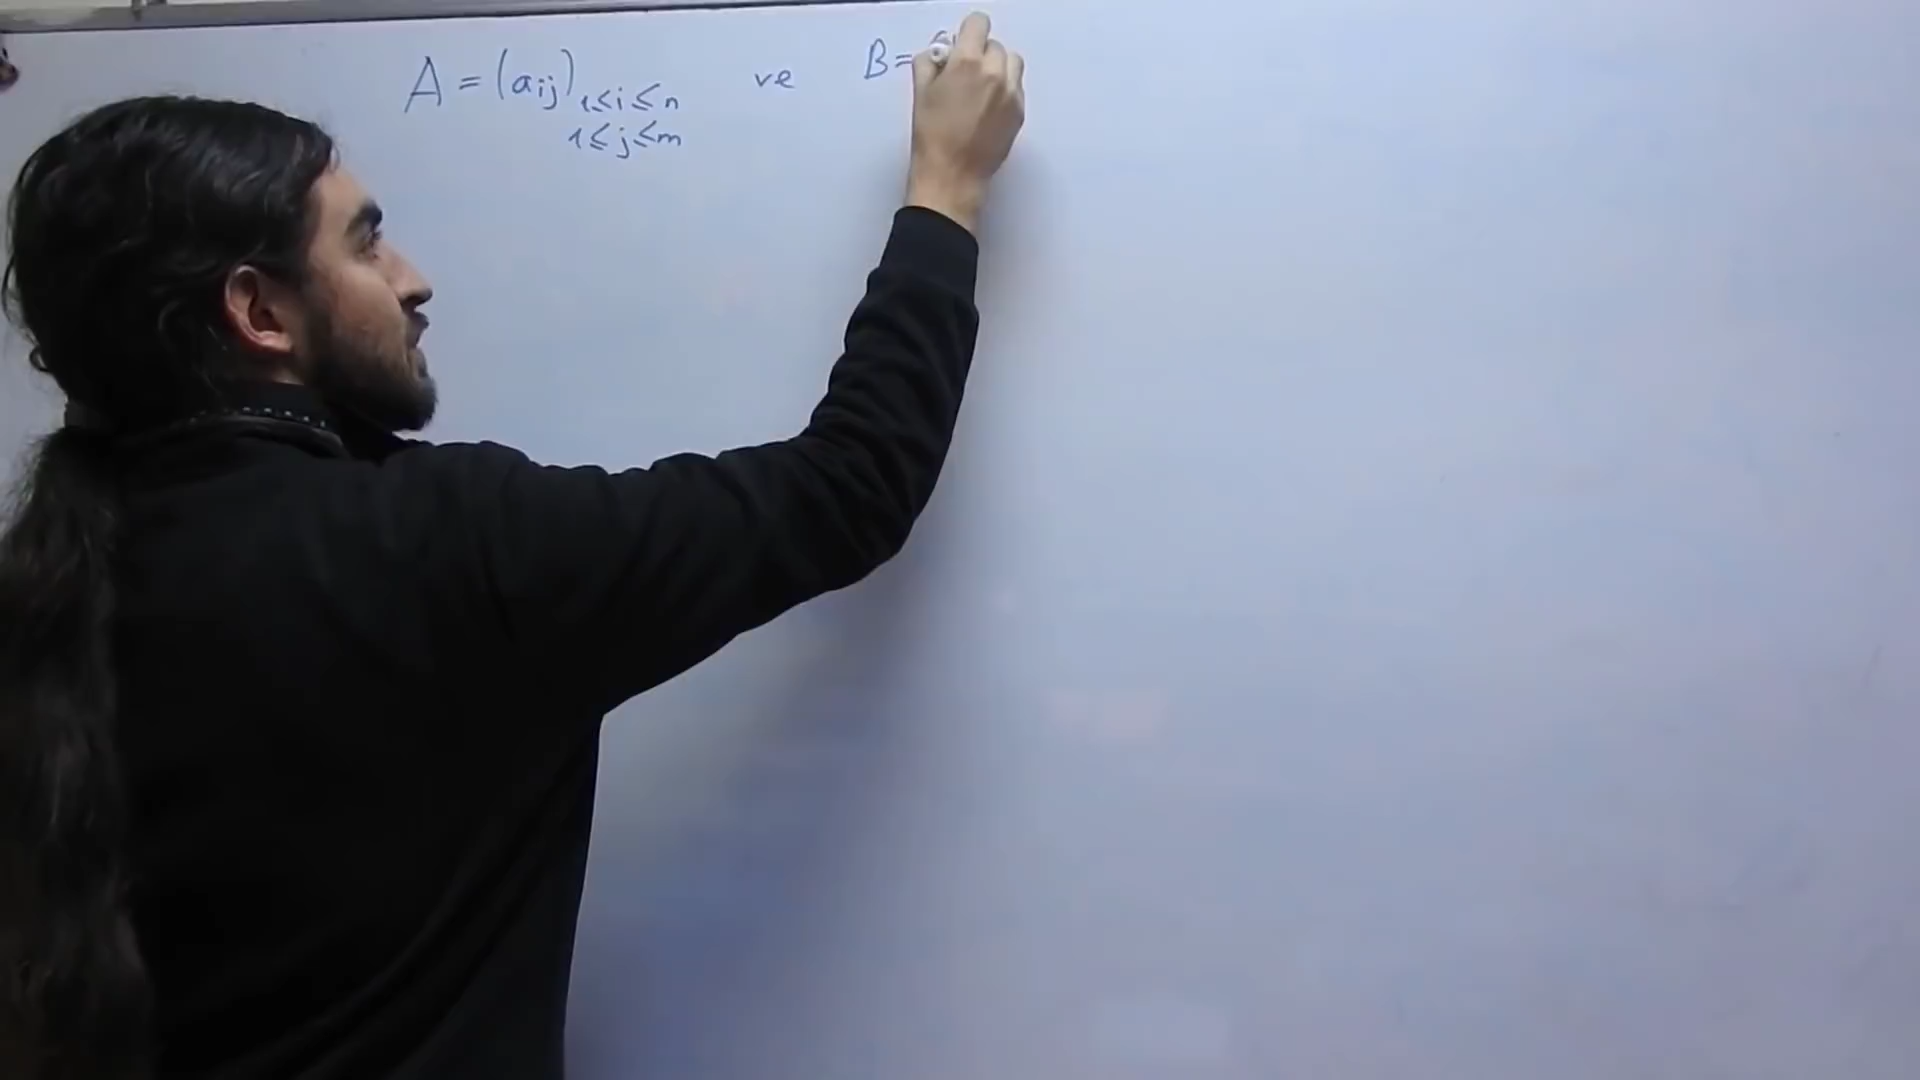 A = (aij) 1≤i≤n ve B=
1≤j≤m